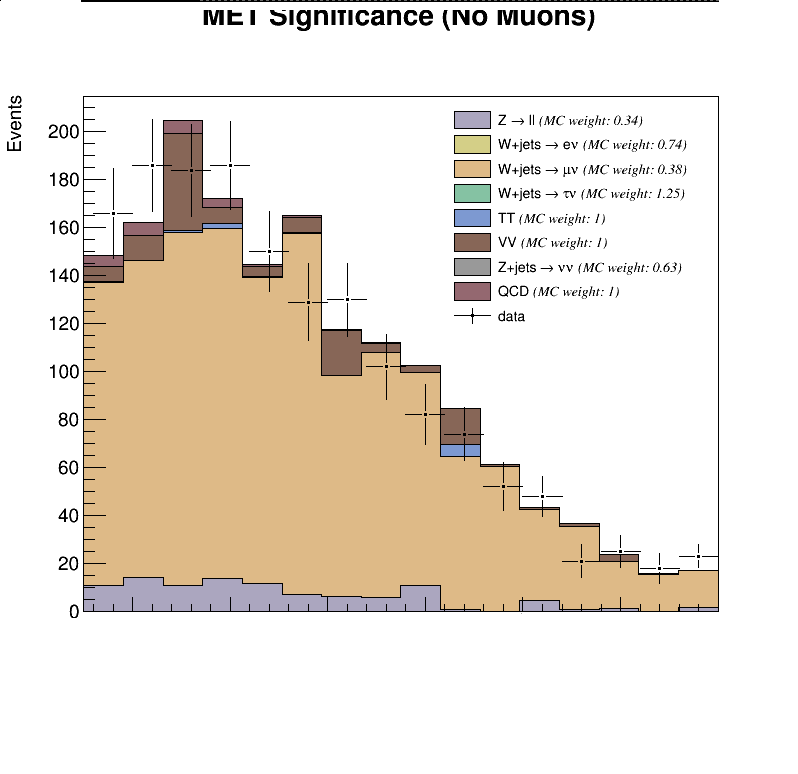 MET Significance (No Muons)
Events
200
180
160
140
120
100
80
60
40
20
0
Z → ll (MC weight: 0.34)
W+jets → eν (MC weight: 0.74)
W+jets → μν (MC weight: 0.38)
W+jets → τν (MC weight: 1.25)
TT (MC weight: 1)
VV (MC weight: 1)
Z+jets → νν (MC weight: 0.63)
QCD (MC weight: 1)
data